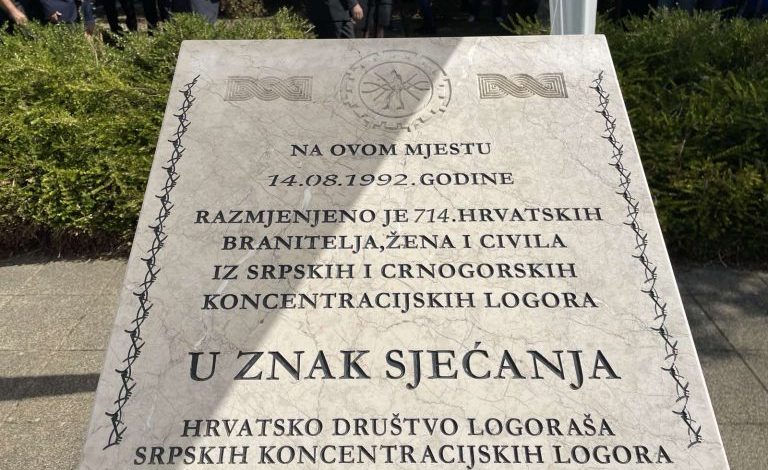 NA OVOM MJESTU
14.08.1992.GODINE
RAZMJENJENO JE 714.HRVATSKIH
BRANITELJA,ŽENA I CIVILA
IZ SRPSKIH I CRNOGORSKIH
KONCENTRACIJSKIH LOGORA
U ZNAK SJEĆANJA
HRVATSKO DRUŠTVO LOGORAŠA
SRPSKIH KONCENTRACIJSKIH LOGORA